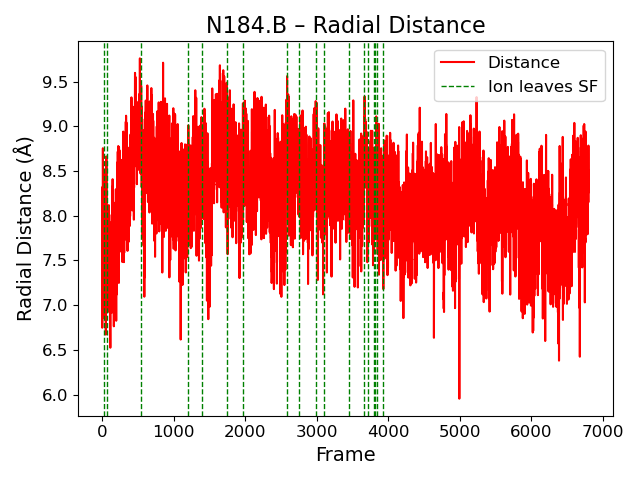 N184.B – Radial Distance
Distance
Ion leaves SF
Radial Distance (Å)
9.5
9.0
8.5
8.0
7.5
7.0
6.5
6.0
0 1000 2000 3000 4000 5000 6000 7000
Frame